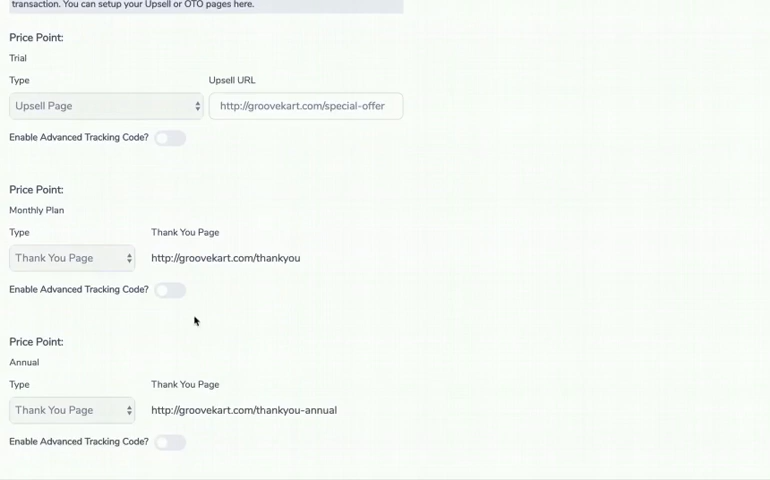 transaction. You can setup your Upsell or OTO pages here.
Price Point:
Trial
Type Upsell URL
Upsell Page http://groovekart.com/special-offer
Enable Advanced Tracking Code?
Price Point:
Monthly Plan
Type Thank You Page
Thank You Page http://groovekart.com/thankyou
Enable Advanced Tracking Code?
Price Point:
Annual
Type Thank You Page
Thank You Page http://groovekart.com/thankyou-annual
Enable Advanced Tracking Code?